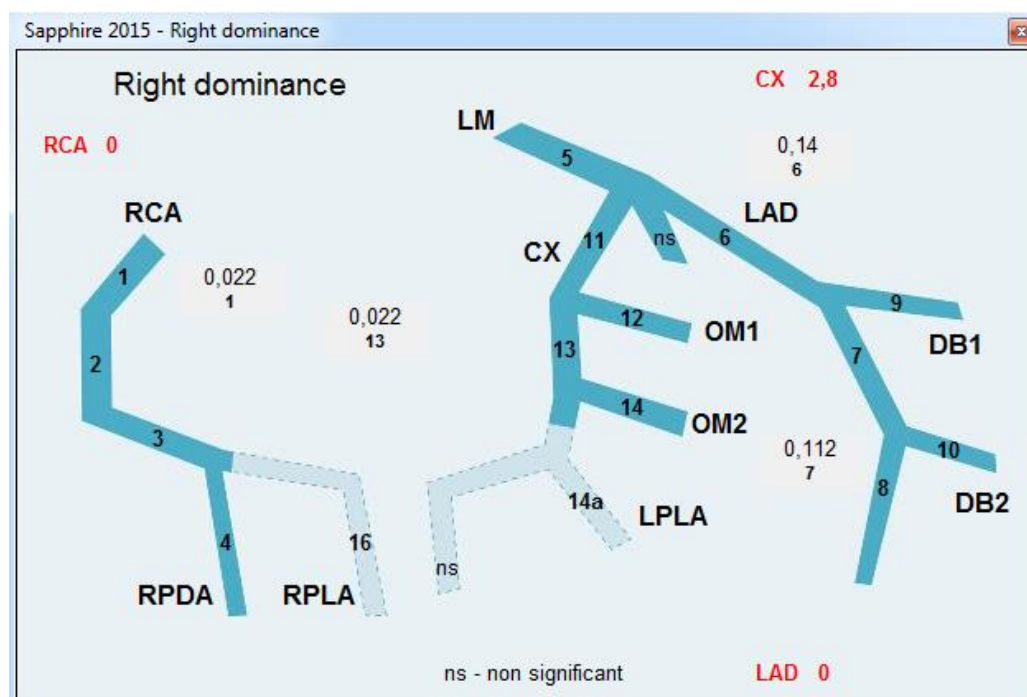 Sapphire 2015 - Right dominance
x
Right dominance
CX 2,8
RCA 0
LM
5
0,14
6
RCA
LAD
CX
11
ns
6
1
0,022
1
0,022
13
9
12
OM1
DB1
2
13
7
14
OM2
3
0,112
7
10
8
DB2
14a
LPLA
4
16
ns
RPDA
RPLA
ns - non significant
LAD 0